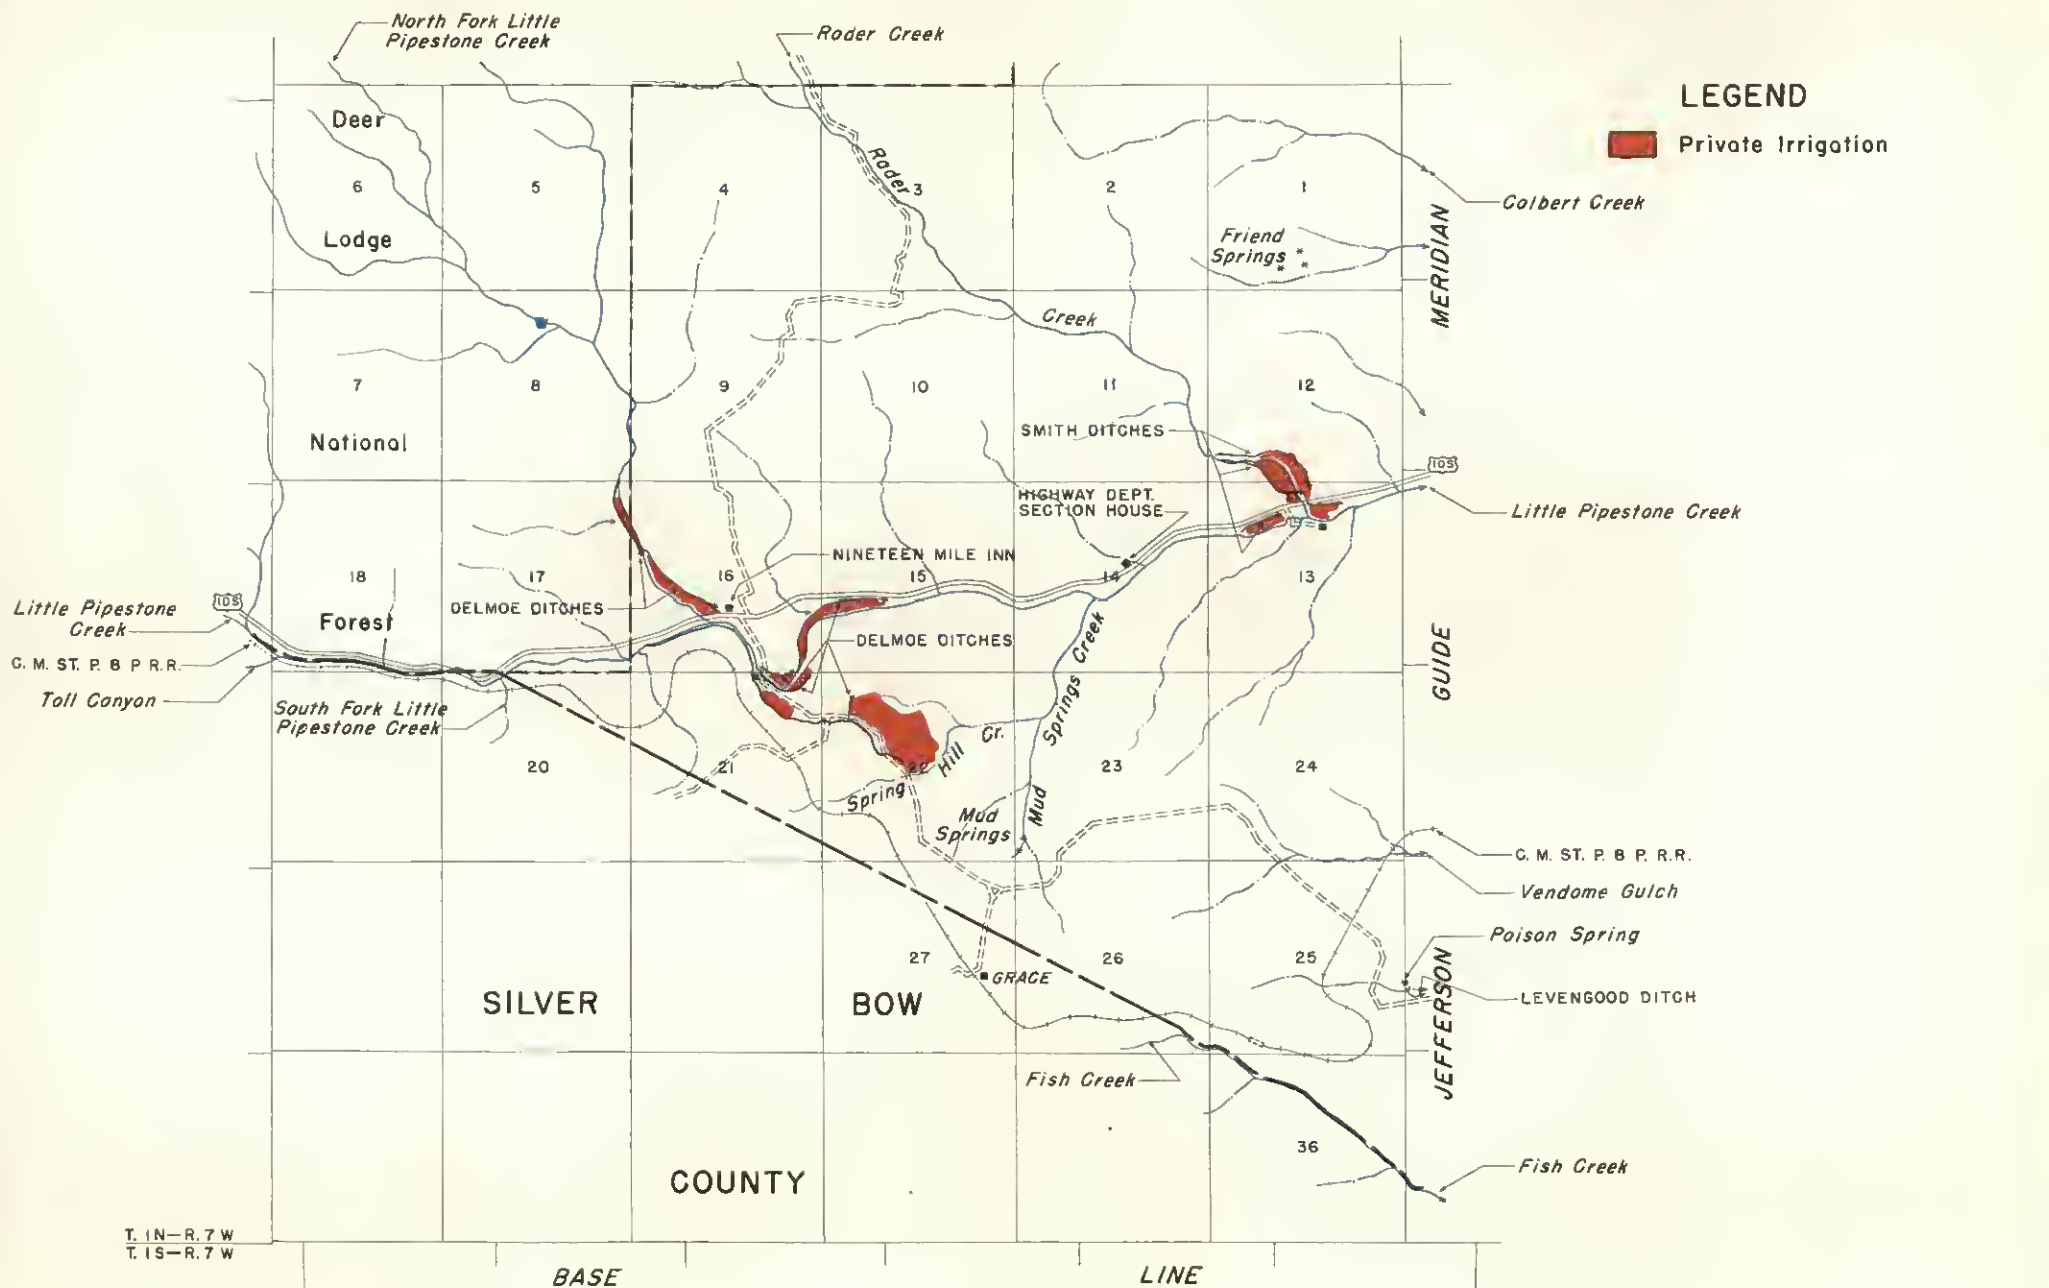 North Fork Little
Pipestone Creek
Roder Creek
LEGEND
Private Irrigation
Deer
Roder
6
5
4
3
2
1
Colbert Creek
Lodge
Friend
Springs
MERIDIAN
Creek
7
8
9
10
11
12
National
SMITH DITCHES
10S
HIGHWAY DEPT.
SECTION HOUSE
Little Pipestone Creek
NINETEEN MILE INN
18
17
16
15
14
13
10S
Little Pipestone
Creek
Forest
DELMOE DITCHES
DELMOE DITCHES
C. M. ST. P. & P R.R.
Toll Canyon
GUIDE
South Fork Little
Pipestone Creek
Springs Creek
Cr.
Hill
20
21
22
23
24
Spring
Mud
Mud
Springs
C. M. ST. P. & P. R.R.
Vendome Gulch
Poison Spring
27
26
25
GRACE
LEVENGOOD DITCH
JEFFERSON
SILVER
BOW
Fish Creek
36
COUNTY
Fish Creek
T. 1N—R. 7 W
T. 1S—R. 7 W
BASE
LINE